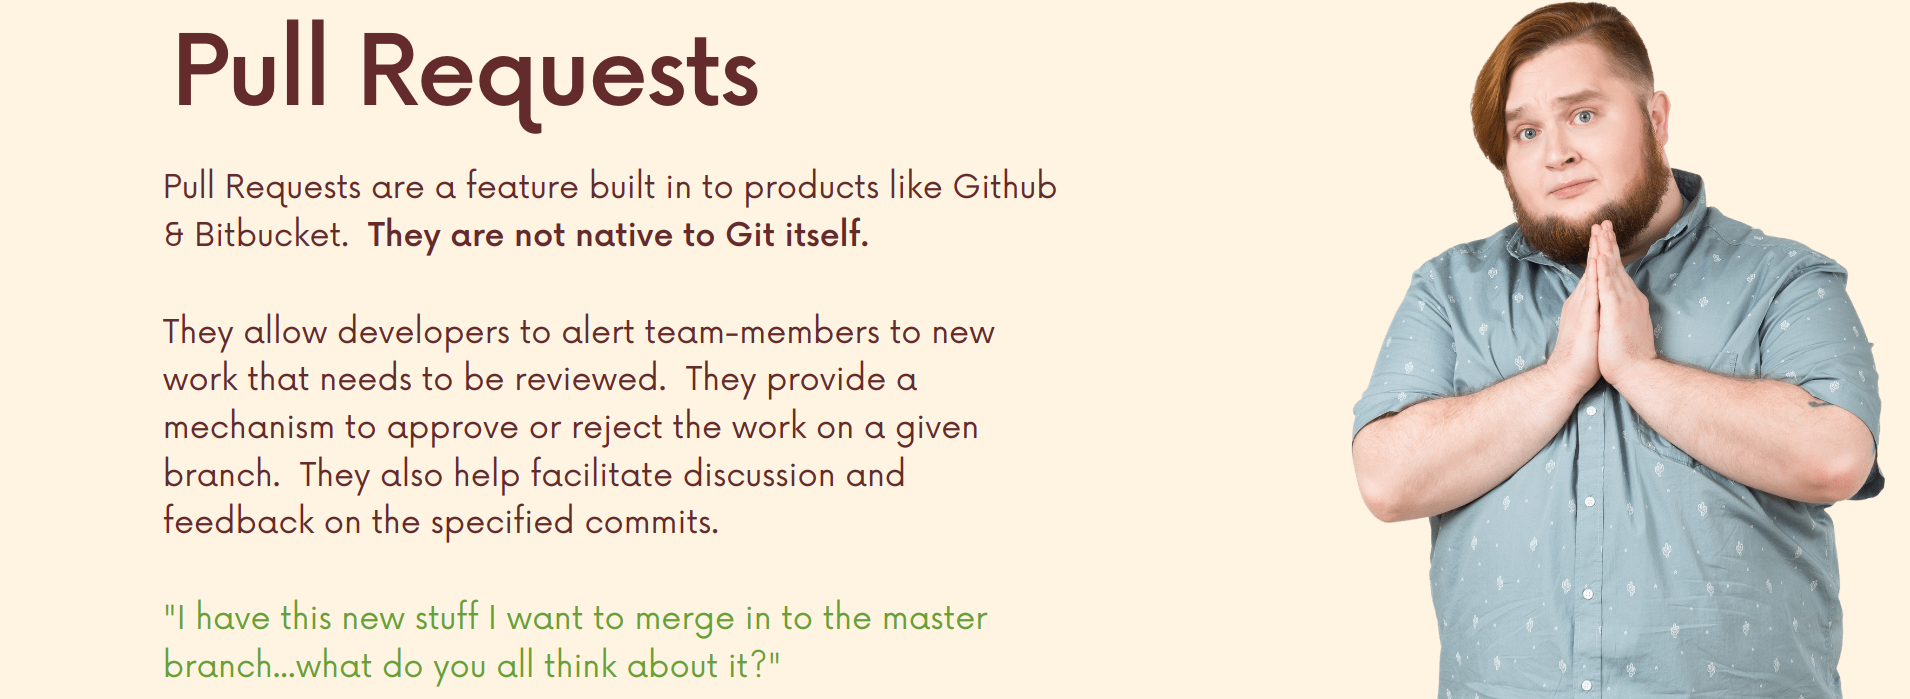 Pull Requests
Pull Requests are a feature built in to products like Github
& Bitbucket.  They are not native to Git itself.
They allow developers to alert team-members to new
work that needs to be reviewed.  They provide a
mechanism to approve or reject the work on a given
branch.  They also help facilitate discussion and
feedback on the specified commits.
"I have this new stuff I want to merge in to the master
branch...what do you all think about it?"